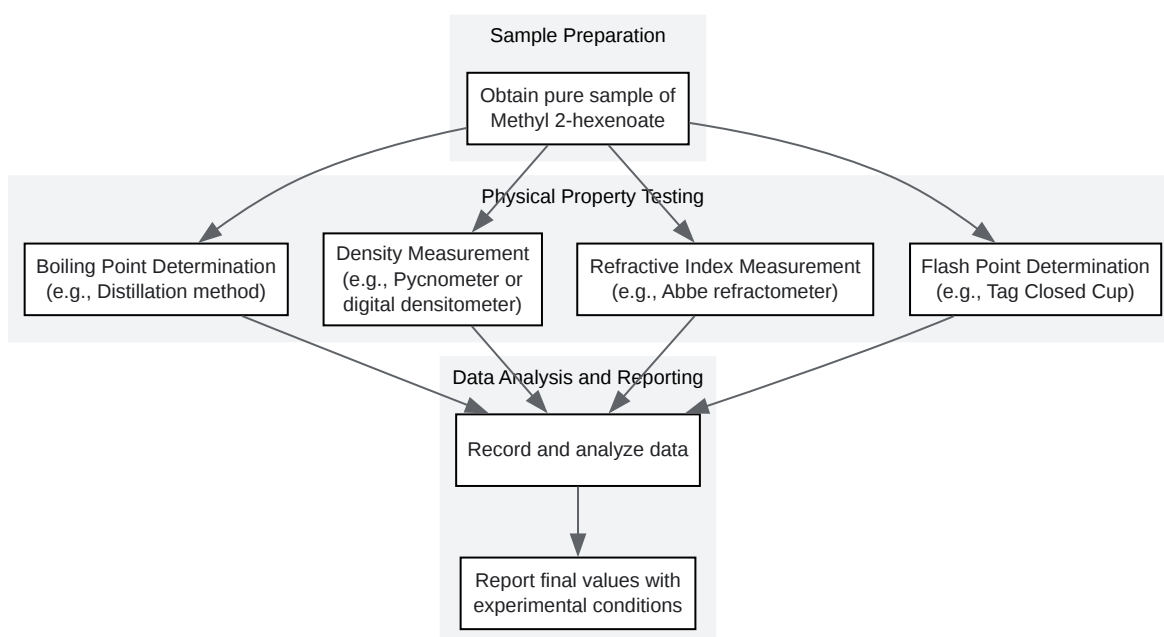 Sample Preparation
Obtain pure sample of
Methyl 2-hexenoate
Physical Property Testing
Boiling Point Determination
(e.g., Distillation method)
Density Measurement
(e.g., Pycnometer or
digital densitometer)
Refractive Index Measurement
(e.g., Abbe refractometer)
Flash Point Determination
(e.g., Tag Closed Cup)
Data Analysis and Reporting
Record and analyze data
Report final values with
experimental conditions